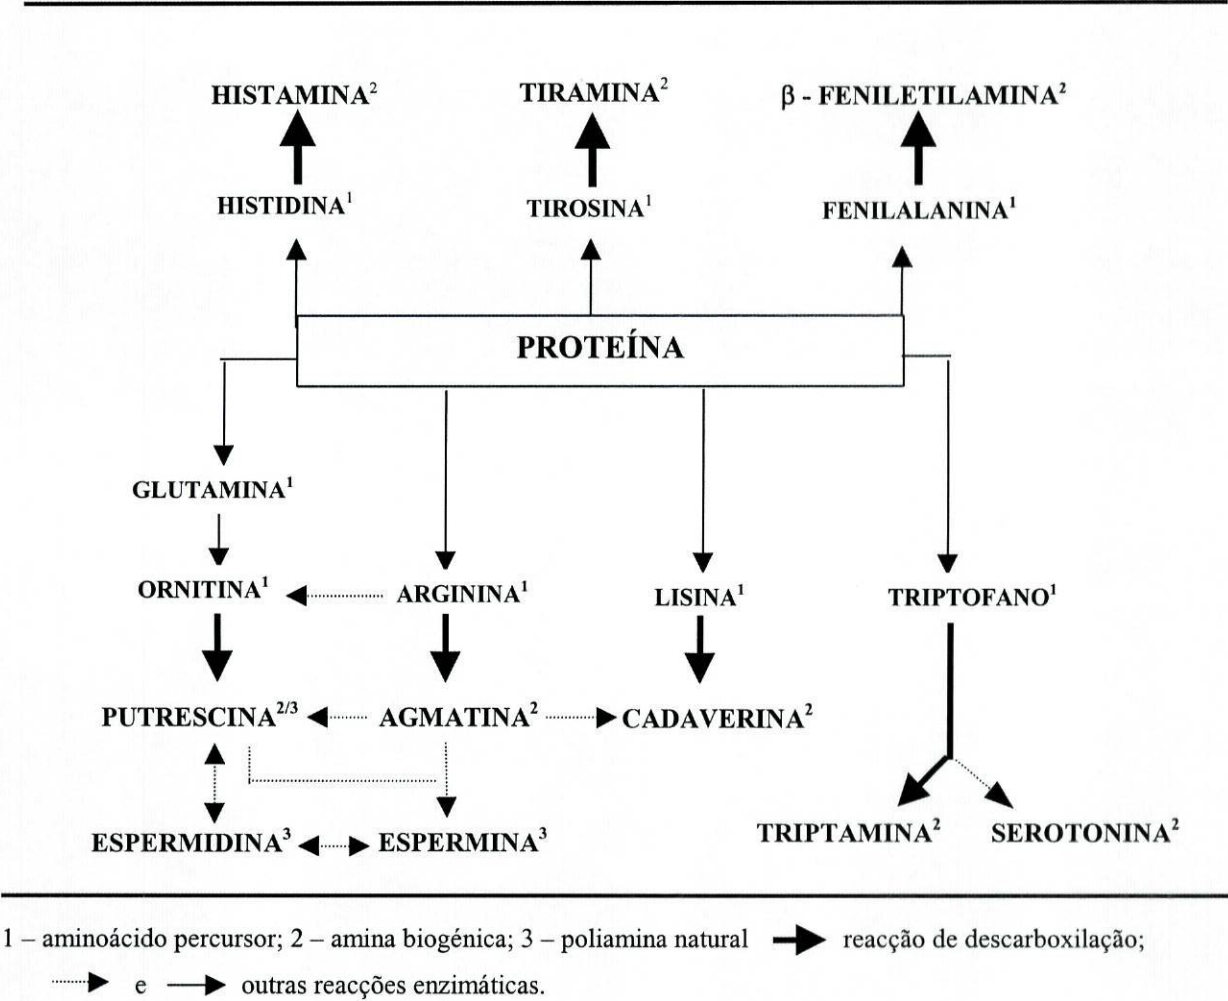 HISTAMINA² TIRAMINA² β - FENILETILAMINA²
HISTIDINA¹ TIROSINA¹ FENILALANINA¹
PROTEÍNA
GLUTAMINA¹
ORNITINA¹ ARGININA¹ LISINA¹ TRIPTOFANO¹
PUTRESCINA²/³ AGMATINA² CADAVERINA²
TRIPTAMINA² SEROTONINA²
ESPERMIDINA³ ESPERMINA³
1 – aminoácido percursor; 2 – amina biogénica; 3 – poliamina natural reacção de descarboxilação;
e outras reacções enzimáticas.